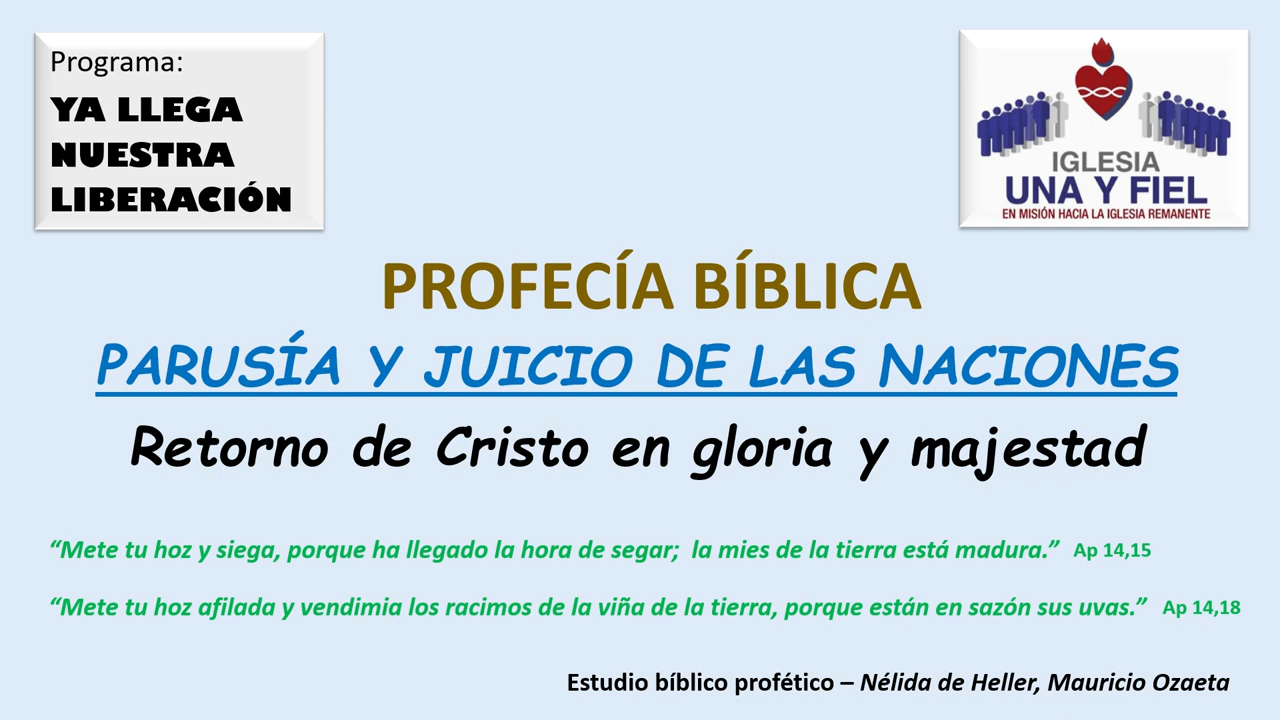 Programa:
YA LLEGA
NUESTRA
LIBERACIÓN
IGLESIA
UNA Y FIEL
EN MISIÓN HACIA LA IGLESIA REMANENTE
PROFECÍA BÍBLICA
PARUSÍA Y JUICIO DE LAS NACIONES
Retorno de Cristo en gloria y majestad
“Mete tu hoz y siega, porque ha llegado la hora de segar;  la mies de la tierra está madura.” Ap 14,15
“Mete tu hoz afilada y vendimia los racimos de la viña de la tierra, porque están en sazón sus uvas.” Ap 14,18
Estudio bíblico profético – Nélida de Heller, Mauricio Ozaeta